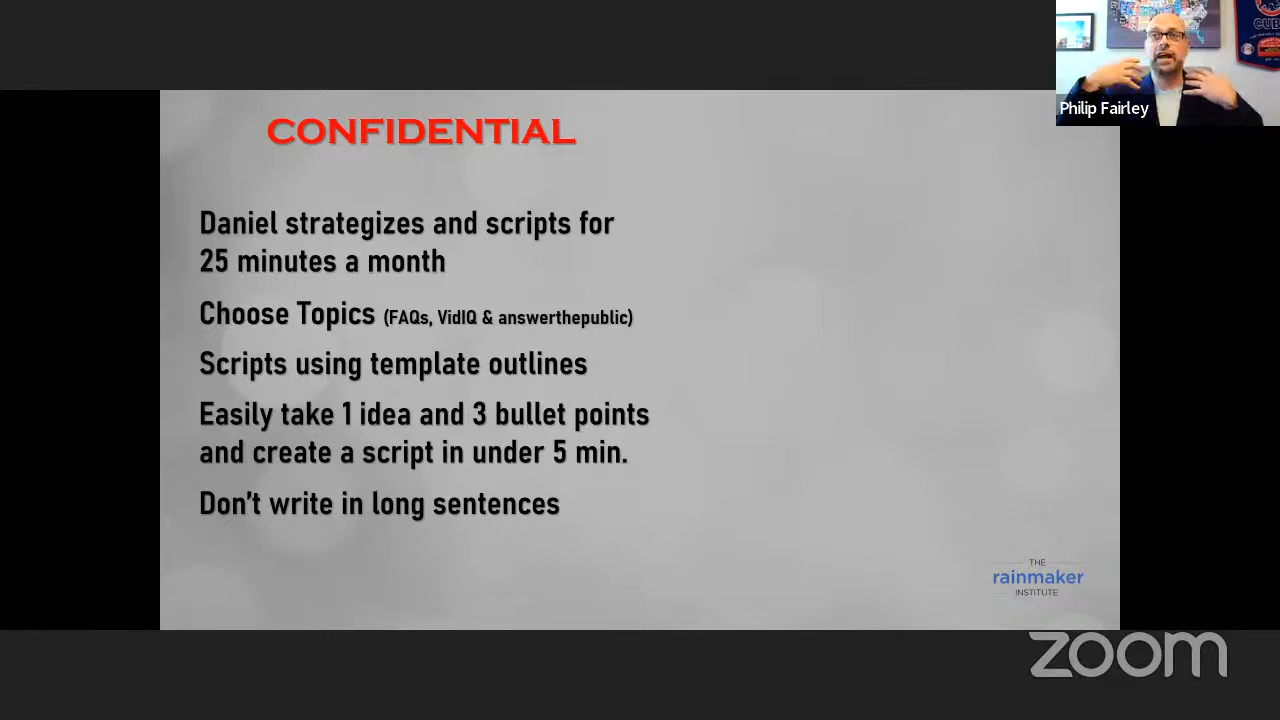 CUBS
Philip Fairley
CONFIDENTIAL
Daniel strategizes and scripts for
25 minutes a month
Choose Topics (FAQs, VidIQ & answerthepublic)
Scripts using template outlines
Easily take 1 idea and 3 bullet points
and create a script in under 5 min.
Don't write in long sentences
THE
rainmaker
INSTITUTE
zoom